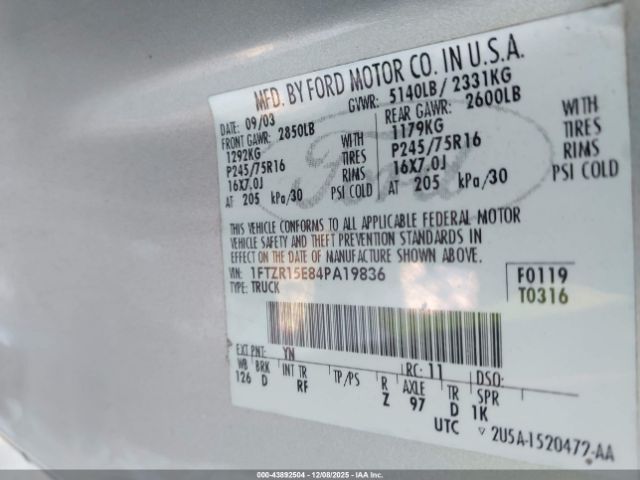 MFD. BY FORD MOTOR CO. IN U.S.A.
DATE: 09/03 GVWR: 5140LB/ 2331KG
FRONT GAWR: 2850LB REAR GAWR: 2600LB
1292KG WITH 1179KG WITH
P245/75R16 TIRES P245/75R16 TIRES
16X7.0J RIMS 16X7.0J RIMS
AT 205 kPa/30 PSI COLD AT 205 kPa/30 PSI COLD
Ford
THIS VEHICLE CONFORMS TO ALL APPLICABLE FEDERAL MOTOR
VEHICLE SAFETY AND THEFT PREVENTION STANDARDS IN
EFFECT ON THE DATE OF MANUFACTURE SHOWN ABOVE.
VIN: 1FTZR15E84PA19836 F0119
TYPE: TRUCK T0316
EXT PNT: YN RC: 11 DSO:
WB BRK INT TR TP/PS R AXLE TR SPR
126 D RF Z 97 D 1K
UTC ▽ 2U5A-1520472-AA
000-43892504 | 12/08/2025 - IAAI.COM